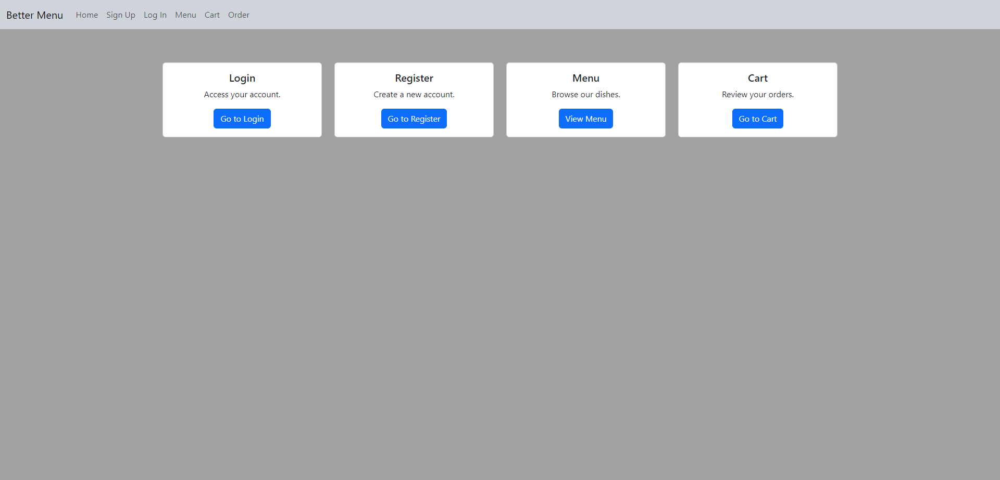 Better Menu Home Sign Up Log In Menu Cart Order
Login
Access your account.
Go to Login
Register
Create a new account.
Go to Register
Menu
Browse our dishes.
View Menu
Cart
Review your orders.
Go to Cart